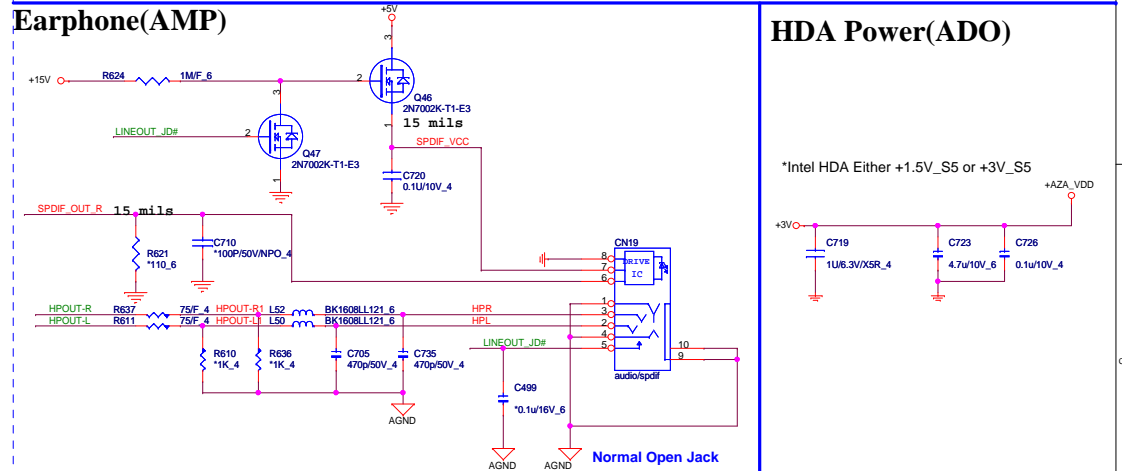 Earphone(AMP)
HDA Power(ADO)
+5V
3
+15V
R624
1M/F_6
2
Q46
2N7002K-T1-E3
3
1
15 mils
LINEOUT_JD#
2
Q47
2N7002K-T1-E3
SPDIF_VCC
1
C720
0.1U/10V_4
*Intel HDA Either +1.5V_S5 or +3V_S5
+AZA_VDD
SPDIF_OUT_R
15 mils
+3V
R621
*110_6
C710
*100P/50V/NPO_4
CN19
8
7
6
DRIVE
IC
C719
1U/6.3V/X5R_4
C723
4.7u/10V_6
C726
0.1u/10V_4
HPOUT-R
R637
75/F_4
HPOUT-R1
L52
BK1608LL121_6
HPR
HPOUT-L
R611
75/F_4
HPOUT-L1
L50
BK1608LL121_6
HPL
1
3
2
4
5
LINEOUT_JD#
10
9
R610
*1K_4
R636
*1K_4
C705
470p/50V_4
C735
470p/50V_4
audio/spdif
C499
*0.1u/16V_6
AGND
AGND
AGND
Normal Open Jack